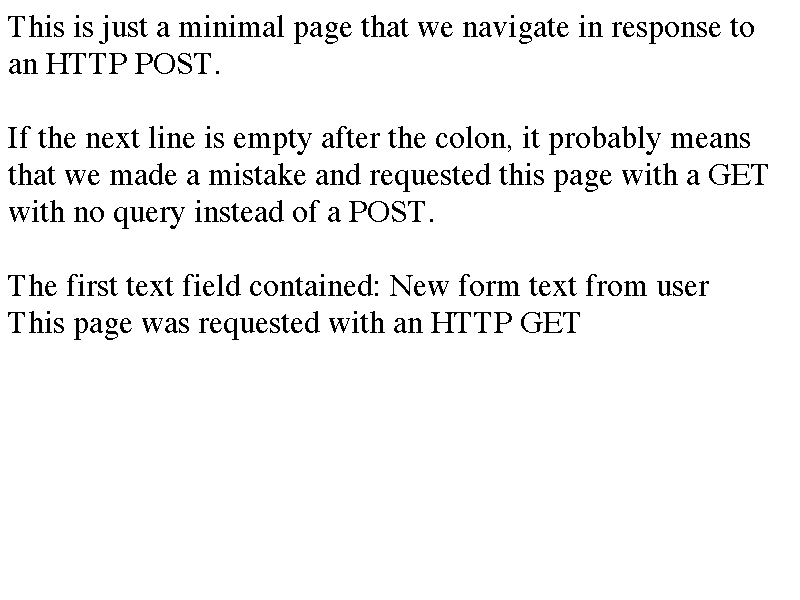 This is just a minimal page that we navigate in response to
an HTTP POST.
If the next line is empty after the colon, it probably means
that we made a mistake and requested this page with a GET
with no query instead of a POST.
The first text field contained: New form text from user
This page was requested with an HTTP GET